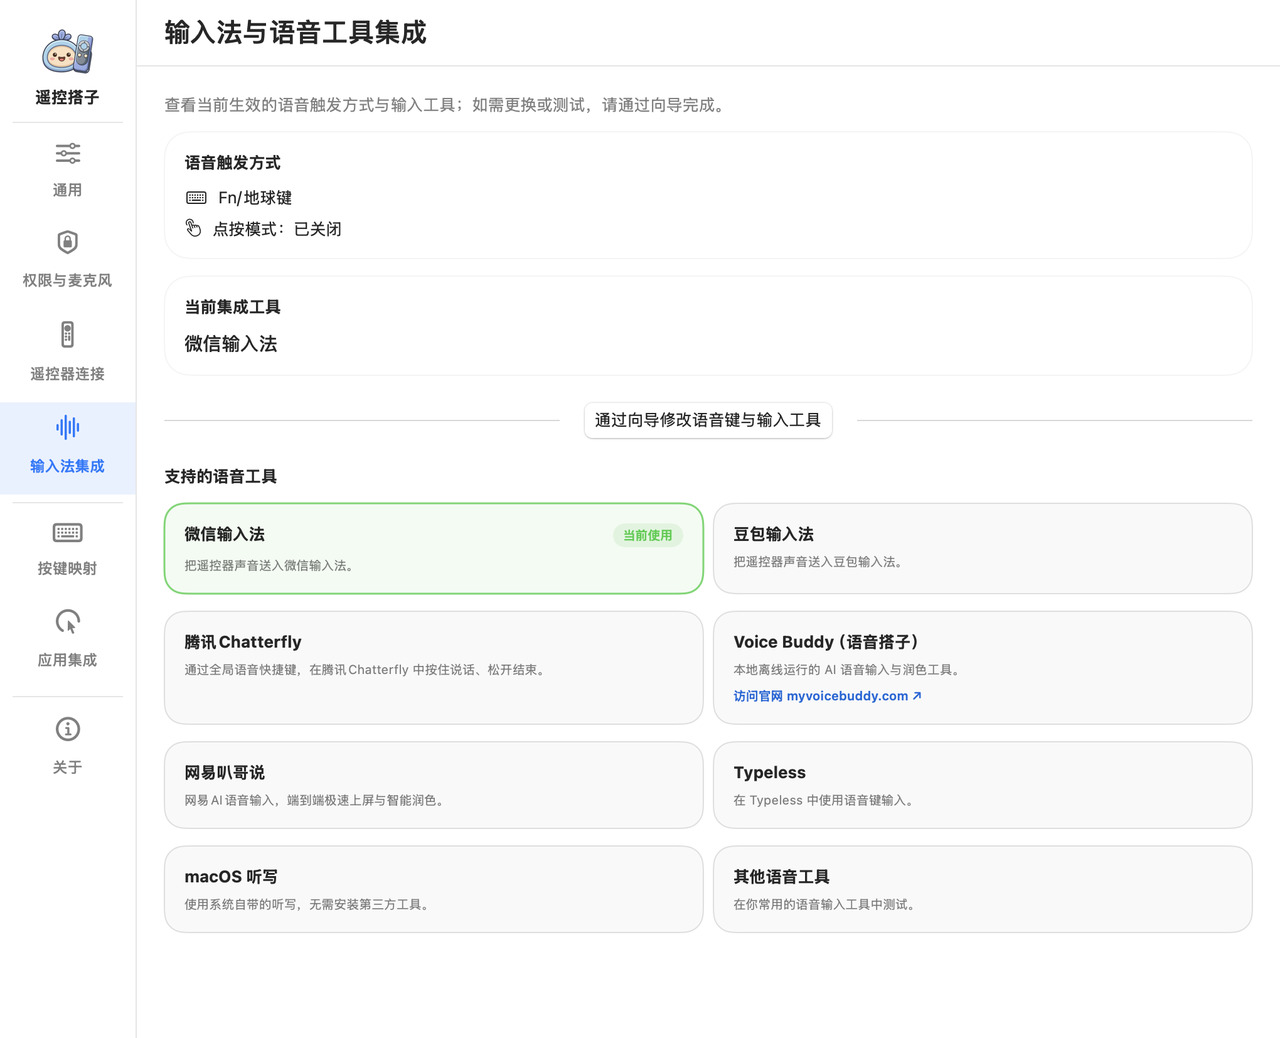 输入法与语音工具集成
遥控搭子
通用
权限与麦克风
遥控器连接
输入法集成
按键映射
应用集成
关于
查看当前生效的语音触发方式与输入工具；如需更换或测试，请通过向导完成。
语音触发方式
Fn/地球键
点按模式：已关闭
当前集成工具
微信输入法
通过向导修改语音键与输入工具
支持的语音工具
微信输入法
当前使用
把遥控器声音送入微信输入法。
豆包输入法
把遥控器声音送入豆包输入法。
腾讯 Chatterfly
通过全局语音快捷键，在腾讯 Chatterfly 中按住说话、松开结束。
Voice Buddy（语音搭子）
本地离线运行的 AI 语音输入与润色工具。
访问官网 myvoicebuddy.com ↗
网易叭哥说
网易 AI 语音输入，端到端极速上屏与智能润色。
Typeless
在 Typeless 中使用语音键输入。
macOS 听写
使用系统自带的听写，无需安装第三方工具。
其他语音工具
在你常用的语音输入工具中测试。